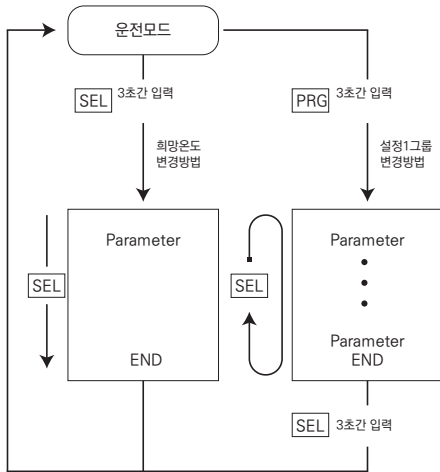 운전모드
SEL 3초간 입력
PRG 3초간 입력
희망온도
변경방법
설정1그룹
변경방법
Parameter
END
SEL
SEL
Parameter
Parameter
END
SEL 3초간 입력